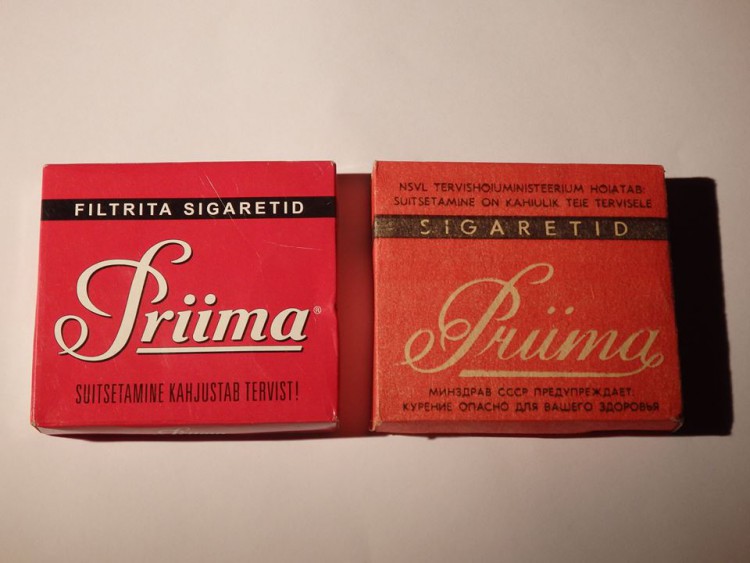 FILTRITA SIGARETID
Priima®
SUITSETAMINE KAHJUSTAB TERVIST!
NSVL TERVISHOIUMINISTEERIUM HOIATAB:
SUITSETAMINE ON KAHJULIK TEIE TERVISELE
SIGARETID
Priima
МИНЗДРАВ СССР ПРЕДУПРЕЖДАЕТ:
КУРЕНИЕ ОПАСНО ДЛЯ ВАШЕГО ЗДОРОВЬЯ